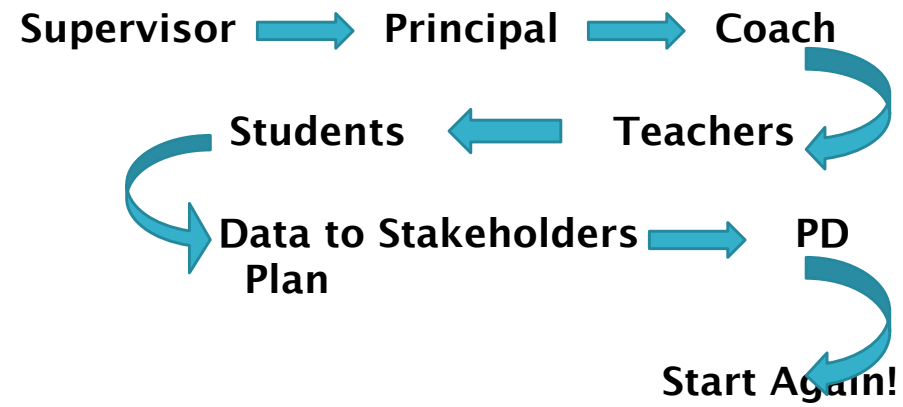 Supervisor Principal Coach
Students Teachers
Data to Stakeholders PD
Plan
Start Again!